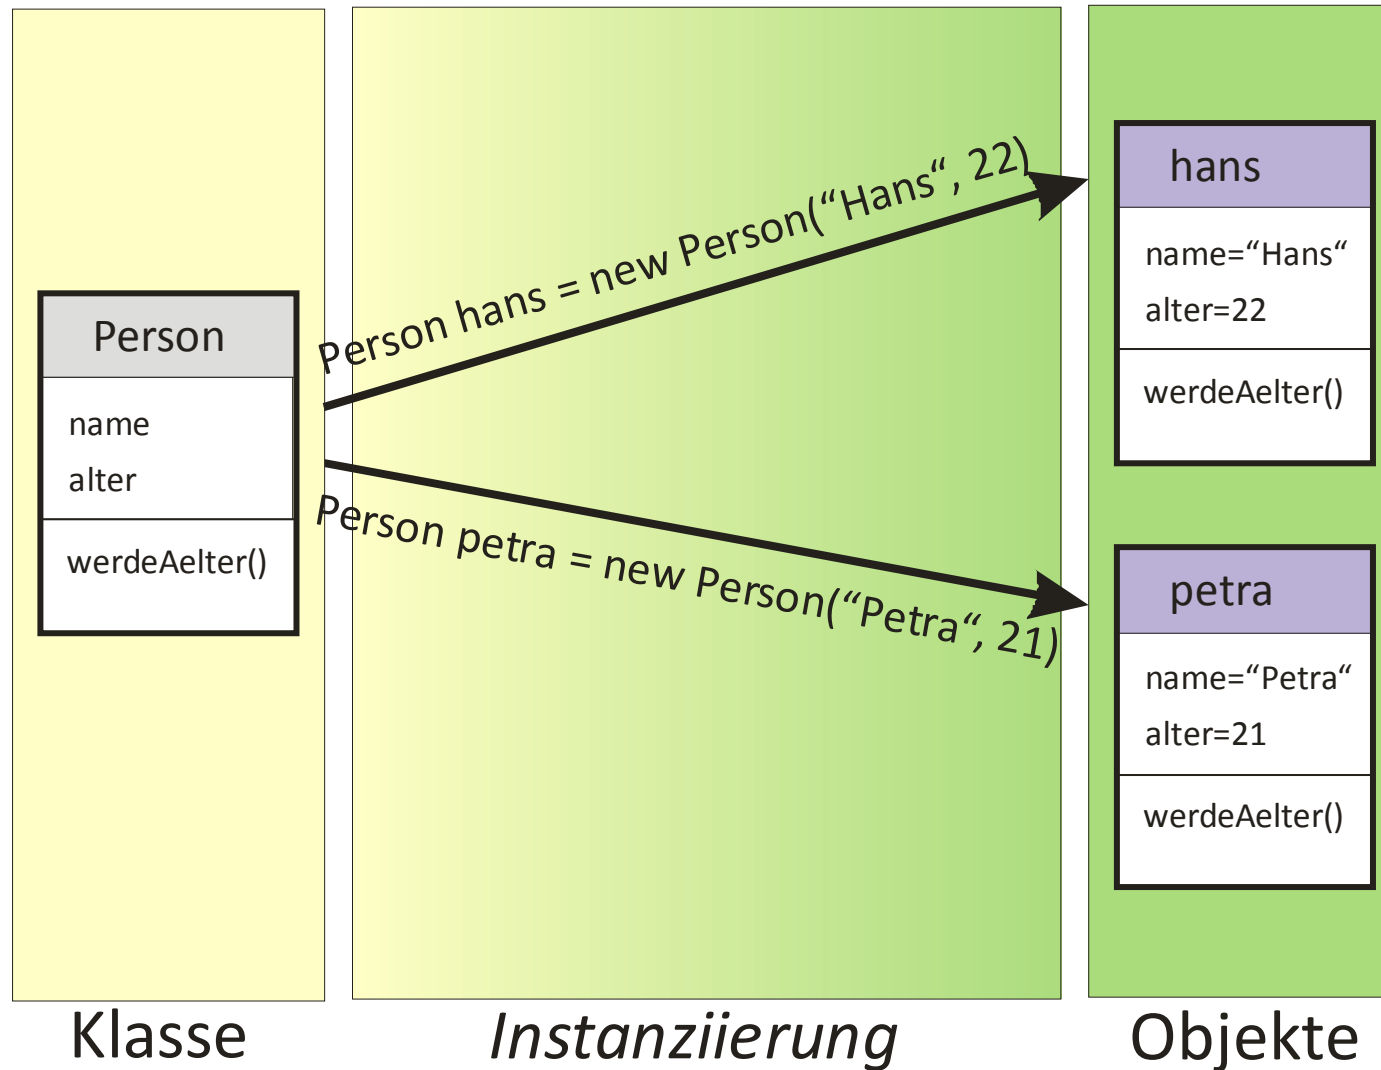 Person
name
alter
werdeAelter()
Person hans = new Person(“Hans“, 22)
Person petra = new Person(“Petra“, 21)
hans
name=“Hans“
alter=22
werdeAelter()
petra
name=“Petra“
alter=21
werdeAelter()
Klasse
Instanziierung
Objekte